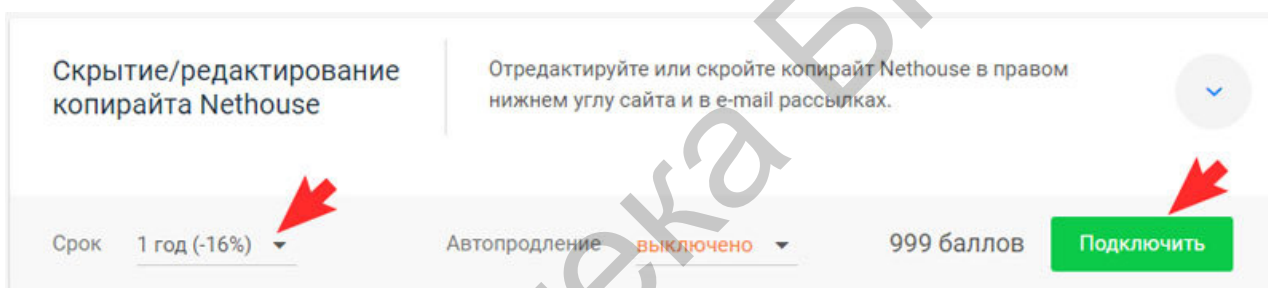 Скрытие/редактирование
копирайта Nethouse
Отредактируйте или скройте копирайт Nethouse в правом
нижнем углу сайта и в e-mail рассылках.
Срок 1 год (-16%) Автопродление выключено 999 баллов Подключить